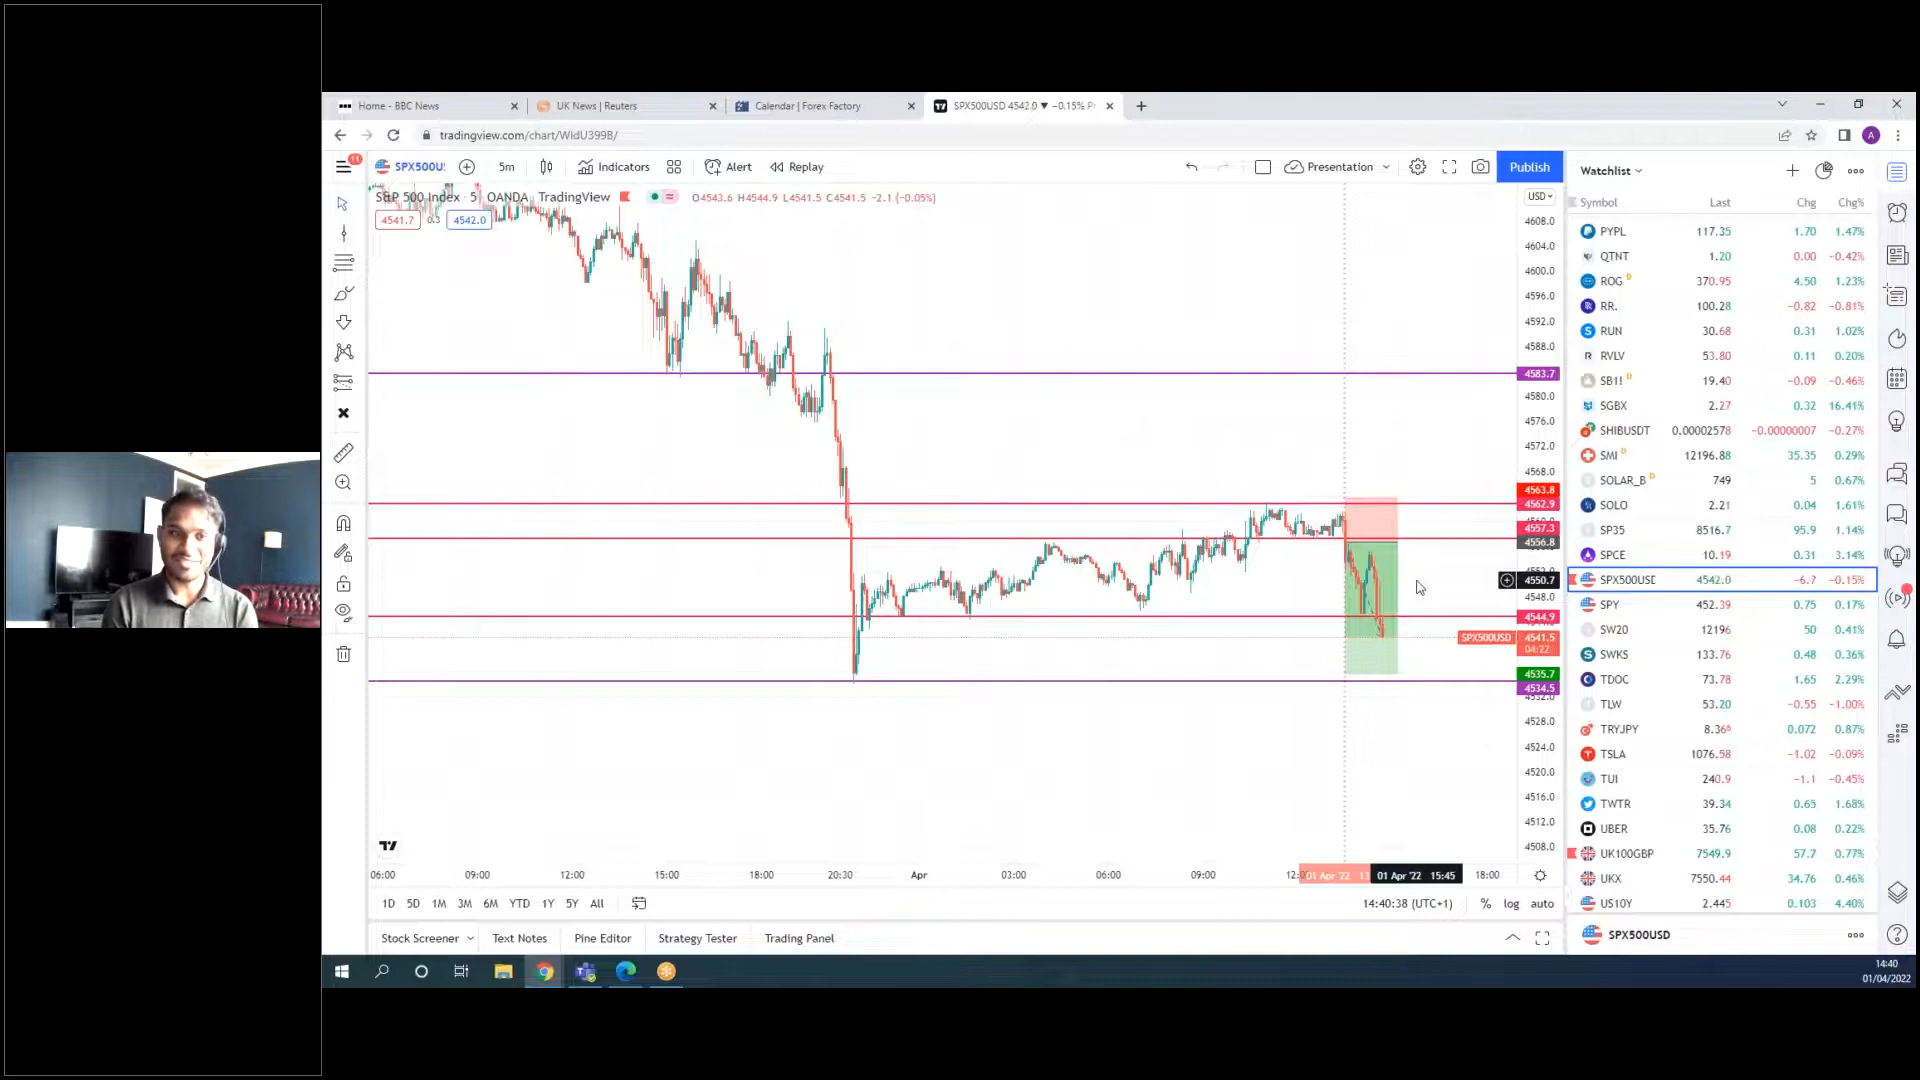 Home - BBC News
UK News | Reuters
Calendar | Forex Factory
SPX500USD 4542.0 ▼ −0.15%
tradingview.com/chart/WidU399B/
A
11
SPX500U
5m
Indicators
Alert
Replay
Presentation
Publish
S&P 500 Index · 5 OANDA TradingView
O4543.6 H4544.9 L4541.5 C4541.5 −2.1 (−0.05%)
4541.7 0.3 4542.0
USD
4608.0
4604.0
4600.0
4596.0
4592.0
4588.0
4583.7
4580.0
4576.0
4572.0
4568.0
4563.8
4562.9
4557.3
4556.8
4550.7
4548.0
4544.9
SPX500USD 4541.5
04:22
4535.7
4534.5
4532.0
4528.0
4524.0
4520.0
4516.0
4512.0
4508.0
06:00 09:00 12:00 15:00 18:00 20:30 Apr 03:00 06:00 09:00 01 Apr '22 01 Apr '22 15:45 18:00
1D 5D 1M 3M 6M YTD 1Y 5Y All
14:40:38 (UTC+1) % log auto
Stock Screener Text Notes Pine Editor Strategy Tester Trading Panel
Watchlist
Symbol Last Chg Chg%
PYPL 117.35 1.70 1.47%
QTNT 1.20 0.00 −0.42%
ROG D 370.95 4.50 1.23%
RR. 100.28 −0.82 −0.81%
RUN 30.68 0.31 1.02%
RVLV 53.80 0.11 0.20%
SB1! D 19.40 −0.09 −0.46%
SGBX 2.27 0.32 16.41%
SHIBUSDT 0.00002578 −0.00000007 −0.27%
SMI D 12196.88 35.35 0.29%
SOLAR_B D 749 5 0.67%
SOLO 2.21 0.04 1.61%
SP35 8516.7 95.9 1.14%
SPCE 10.19 0.31 3.14%
SPX500USD 4542.0 −6.7 −0.15%
SPY 452.39 0.75 0.17%
SW20 12196 50 0.41%
SWKS 133.76 0.48 0.36%
TDOC 73.78 1.65 2.29%
TLW 53.20 −0.55 −1.00%
TRYJPY 8.366 0.072 0.87%
TSLA 1076.58 −1.02 −0.09%
TUI 240.9 −1.1 −0.45%
TWTR 39.34 0.65 1.68%
UBER 35.76 0.08 0.22%
UK100GBP 7549.9 57.7 0.77%
UKX 7550.44 34.76 0.46%
US10Y 2.445 0.103 4.40%
SPX500USD
14:40
01/04/2022